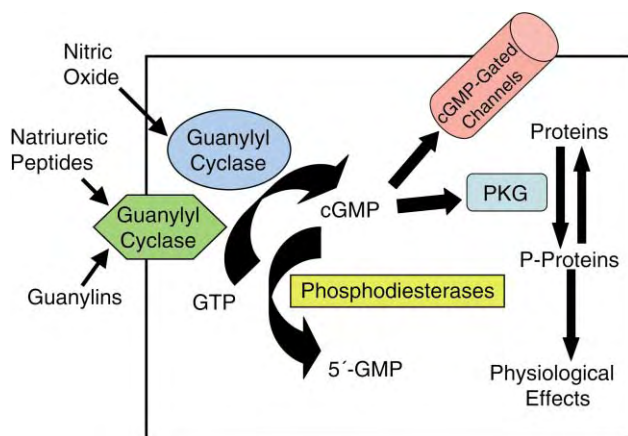 Nitric
Oxide
Natriuretic
Peptides
Guanylyl
Cyclase
Guanylyl
Cyclase
Guanylins
GTP
cGMP
cGMP-Gated
Channels
PKG
Phosphodiesterases
5´-GMP
Proteins
P-Proteins
Physiological
Effects